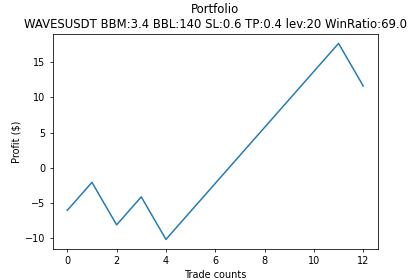 Portfolio
WAVESUSDT BBM:3.4 BBL:140 SL:0.6 TP:0.4 lev:20 WinRatio:69.0
15
10
5
0
−5
−10
Profit ($)
0 2 4 6 8 10 12
Trade counts